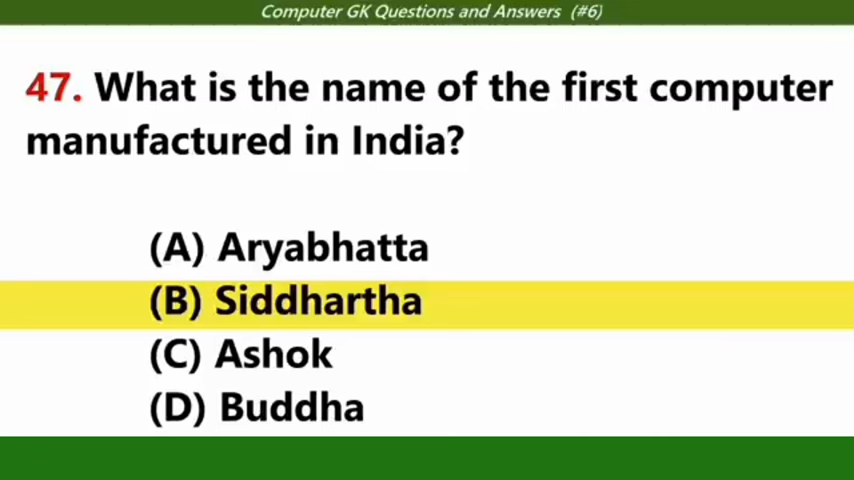 Computer GK Questions and Answers (#6)
47. What is the name of the first computer
manufactured in India?
(A) Aryabhatta
(B) Siddhartha
(C) Ashok
(D) Buddha